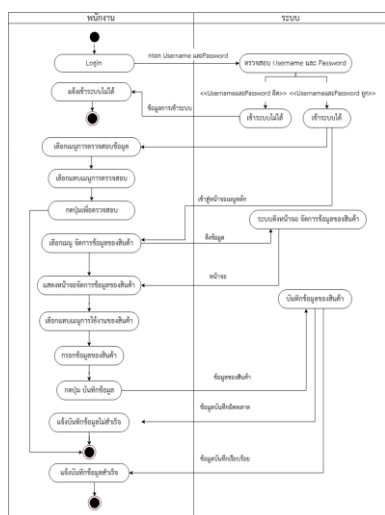 พนักงาน
ระบบ
กรอก Username และPassword
Login
ตรวจสอบ Username และ Password
แจ้งเข้าระบบไม่ได้
<<UsernameและPassword ผิด>>
<<UsernameและPassword ถูก>>
ข้อมูลการเข้าระบบ
เข้าระบบไม่ได้
เข้าระบบได้
เลือกเมนูการตรวจสอบข้อมูล
เลือกแถบเมนูการตรวจสอบ
เข้าสู่หน้าจอเมนูหลัก
กดปุ่มเพื่อตรวจสอบ
ระบบดึงหน้าจอ จัดการข้อมูลของสินค้า
เลือกเมนู จัดการข้อมูลของสินค้า
ดึงข้อมูล
หน้าจอ
แสดงหน้าจอจัดการข้อมูลของสินค้า
บันทึกข้อมูลของสินค้า
เลือกแถบเมนูการใช้งานของสินค้า
กรอกข้อมูลของสินค้า
ข้อมูลของสินค้า
กดปุ่ม บันทึกข้อมูล
ข้อมูลบันทึกผิดพลาด
แจ้งบันทึกข้อมูลไม่สำเร็จ
ข้อมูลบันทึกเรียบร้อย
แจ้งบันทึกข้อมูลสำเร็จ